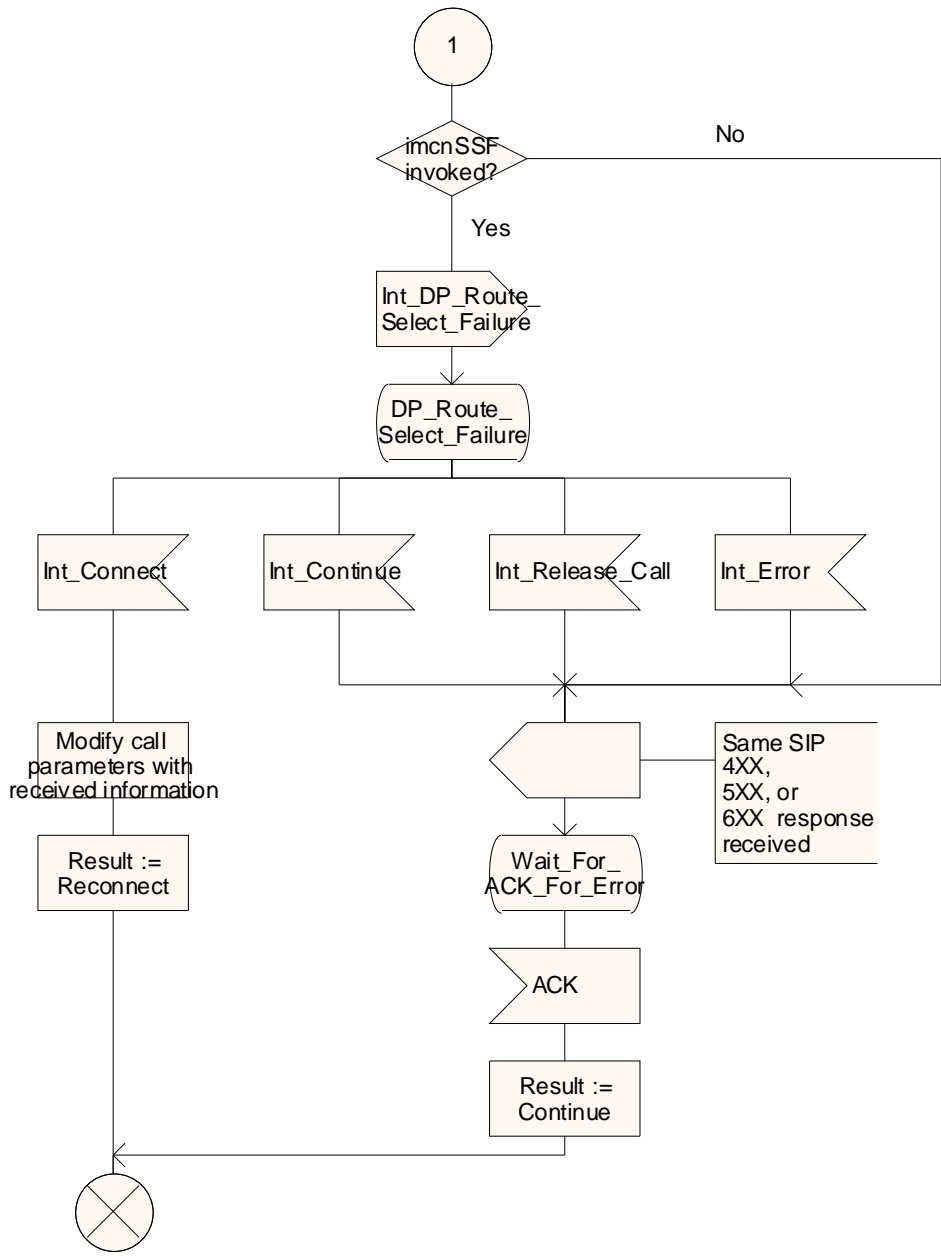 1
imcnSSF
invoked?
No
Yes
Int_DP_Route_
Select_Failure
DP_Route_
Select_Failure
Int_Connect
Int_Continue
Int_Release_Call
Int_Error
Modify call
parameters with
received information
Same SIP
4XX,
5XX, or
6XX response
received
Result :=
Reconnect
Wait_For_
ACK_For_Error
ACK
Result :=
Continue